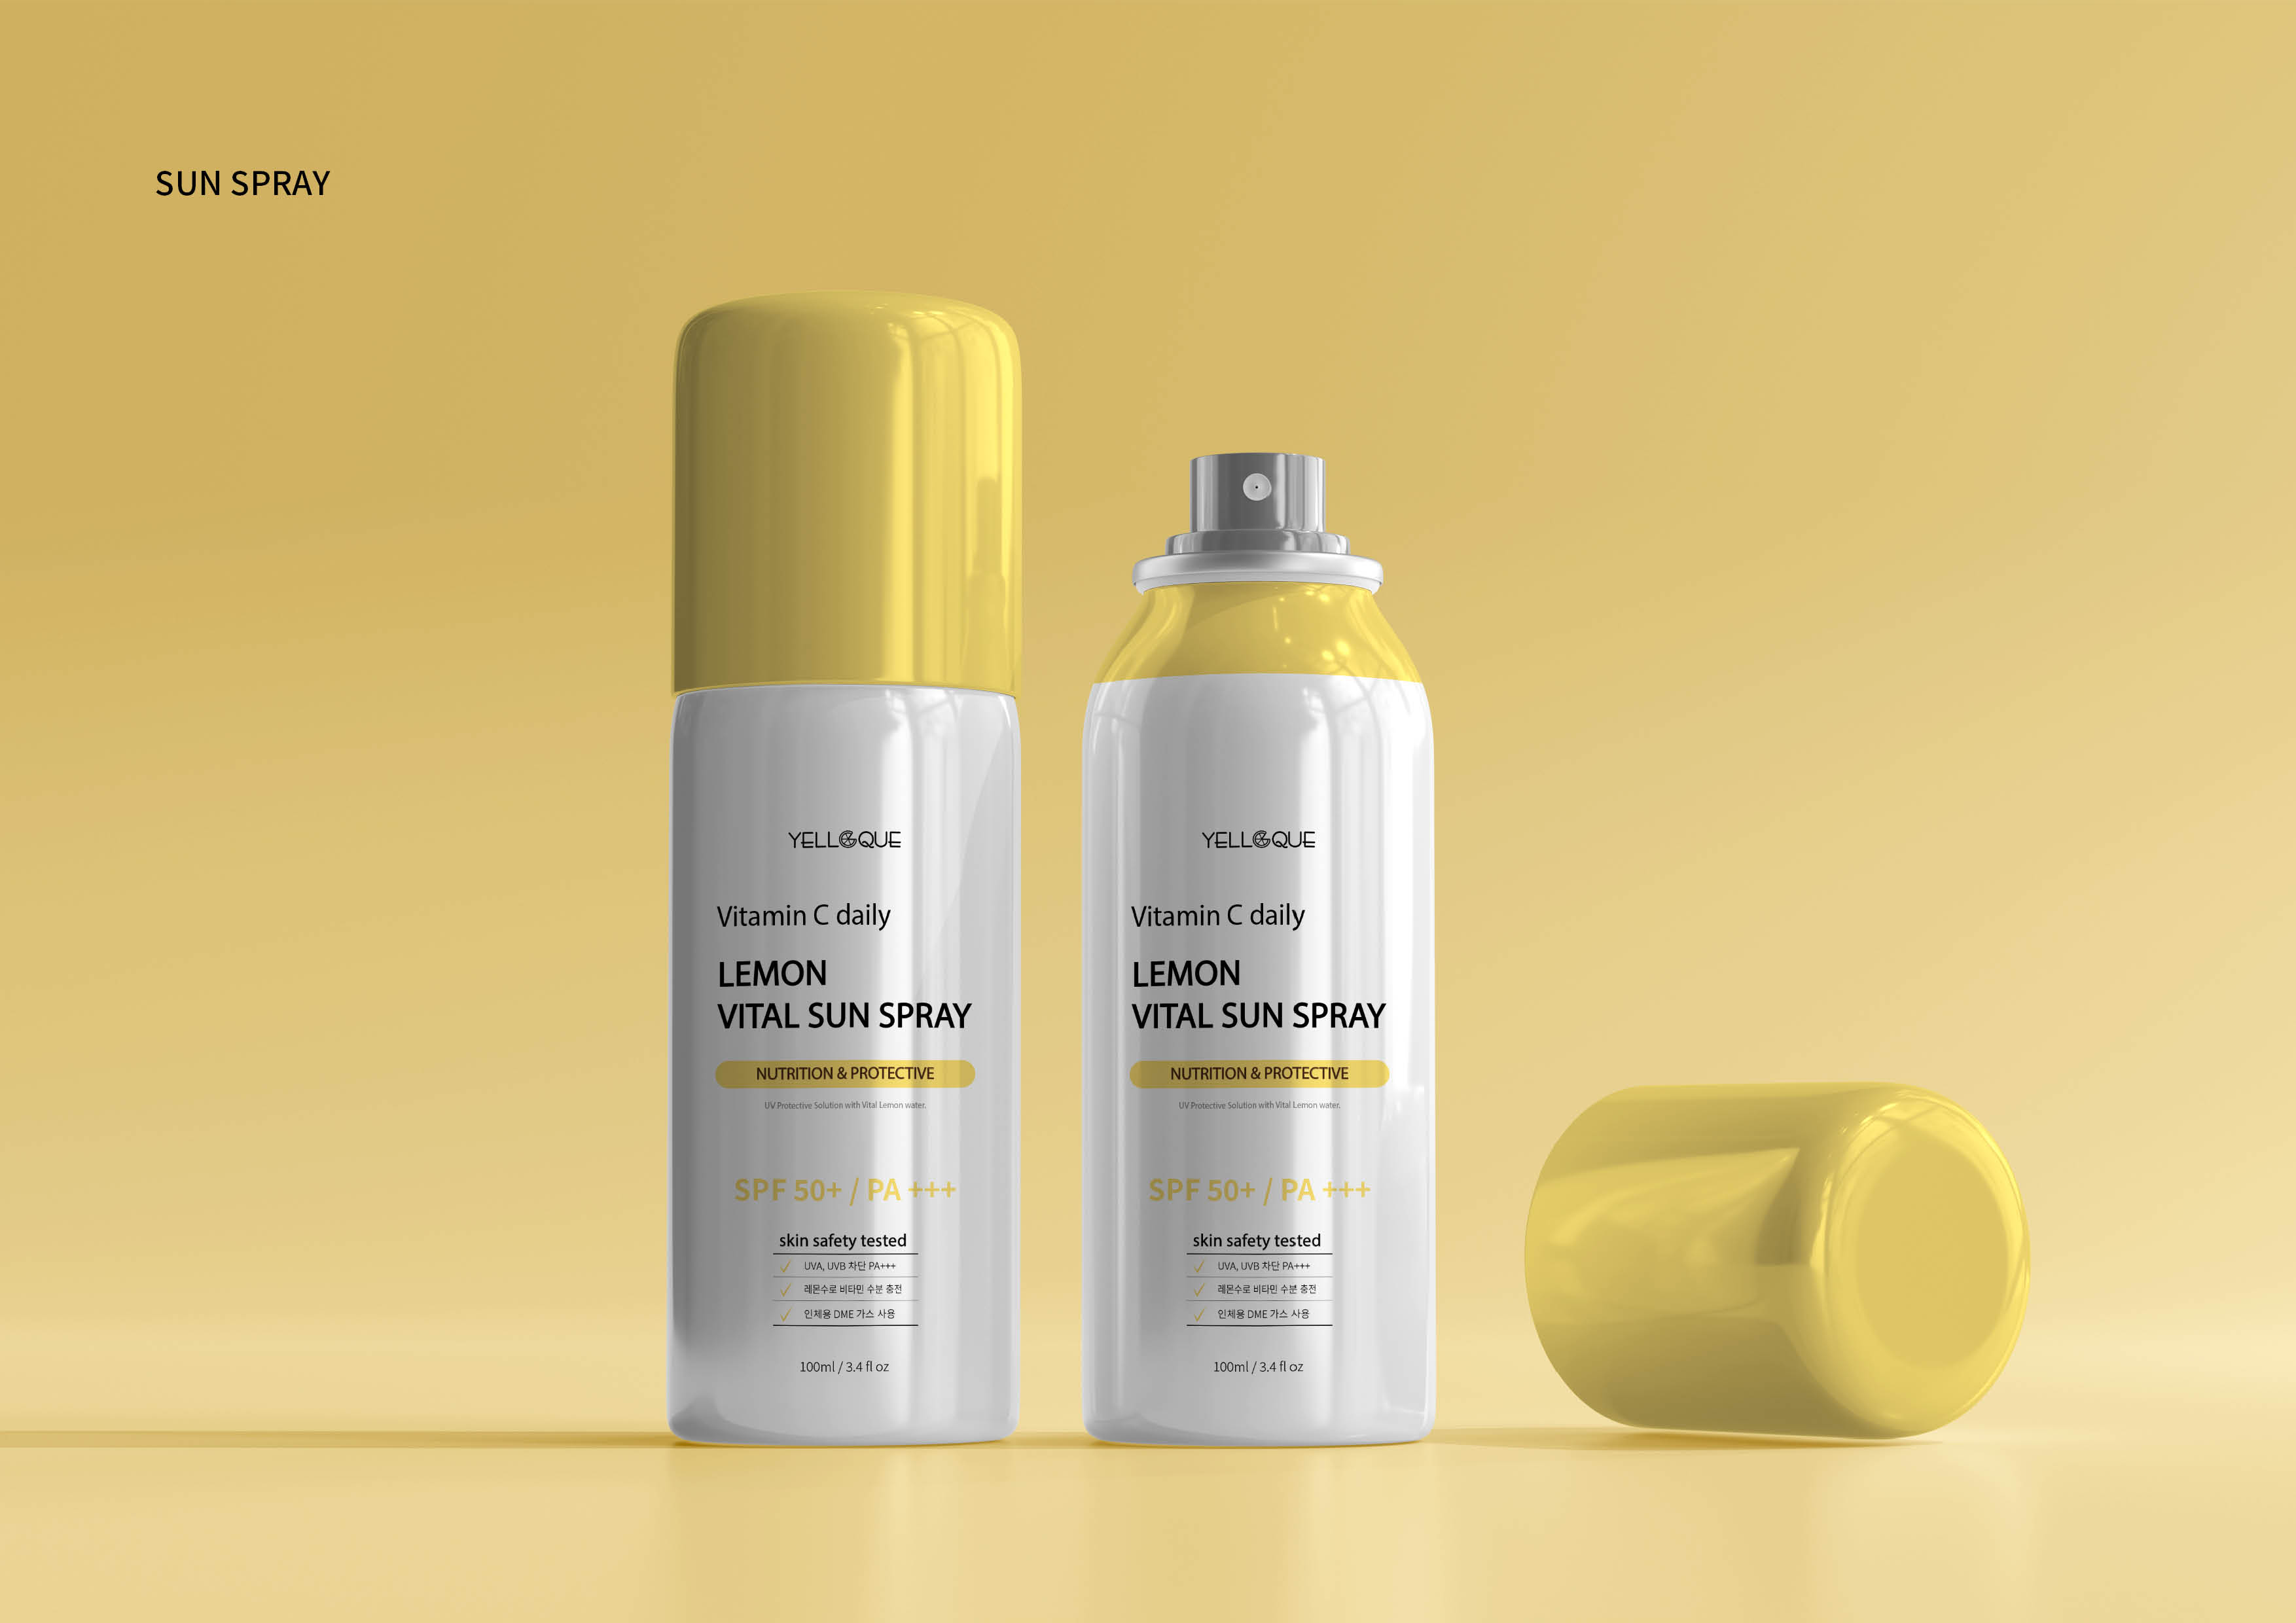 SUN SPRAY
YELLOQUE
Vitamin C daily
LEMON
VITAL SUN SPRAY
NUTRITION & PROTECTIVE
UV Protective Solution with Vital Lemon water.
SPF 50+ / PA +++
skin safety tested
UVA, UVB 차단 PA+++
레몬수로 비타민 수분 충전
인체용 DME 가스 사용
100ml / 3.4 fl oz
YELLOQUE
Vitamin C daily
LEMON
VITAL SUN SPRAY
NUTRITION & PROTECTIVE
UV Protective Solution with Vital Lemon water.
SPF 50+ / PA +++
skin safety tested
UVA, UVB 차단 PA+++
레몬수로 비타민 수분 충전
인체용 DME 가스 사용
100ml / 3.4 fl oz